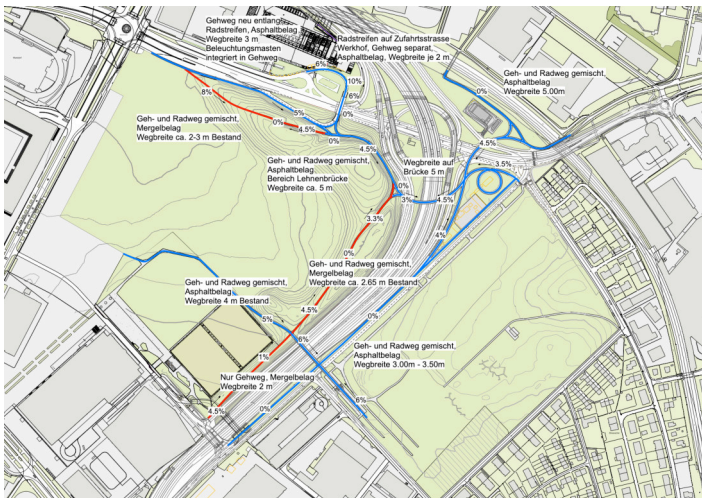 Gehweg neu entlang
Radstreifen, Asphaltbelag
Wegbreite 3 m
Beleuchtungsmasten
integriert in Gehweg
Radstreifen auf Zufahrtsstrasse
Werkhof, Gehweg separat,
Asphaltbelag, Wegbreite je 2 m
6%
10%
6%
0%
Geh- und Radweg gemischt,
Asphaltbelag
Wegbreite 5.00m
0%
8%
5%
0%
4.5%
0%
Geh- und Radweg gemischt,
Mergelbelag
Wegbreite ca. 2-3 m Bestand
4.5%
4.5%
3.5%
Geh- und Radweg gemischt,
Asphaltbelag
Bereich Lehnenbrücke
Wegbreite ca. 5 m
Wegbreite auf
Brücke 5 m
0%
3%
4.5%
3.3%
4%
0%
Geh- und Radweg gemischt,
Mergelbelag
Wegbreite ca. 2.65 m Bestand
Geh- und Radweg gemischt,
Asphaltbelag
Wegbreite 4 m Bestand
4.5%
0%
5%
6%
1%
Geh- und Radweg gemischt,
Asphaltbelag
Wegbreite 3.00m - 3.50m
Nur Gehweg, Mergelbelag
Wegbreite 2 m
4.5%
0%
6%